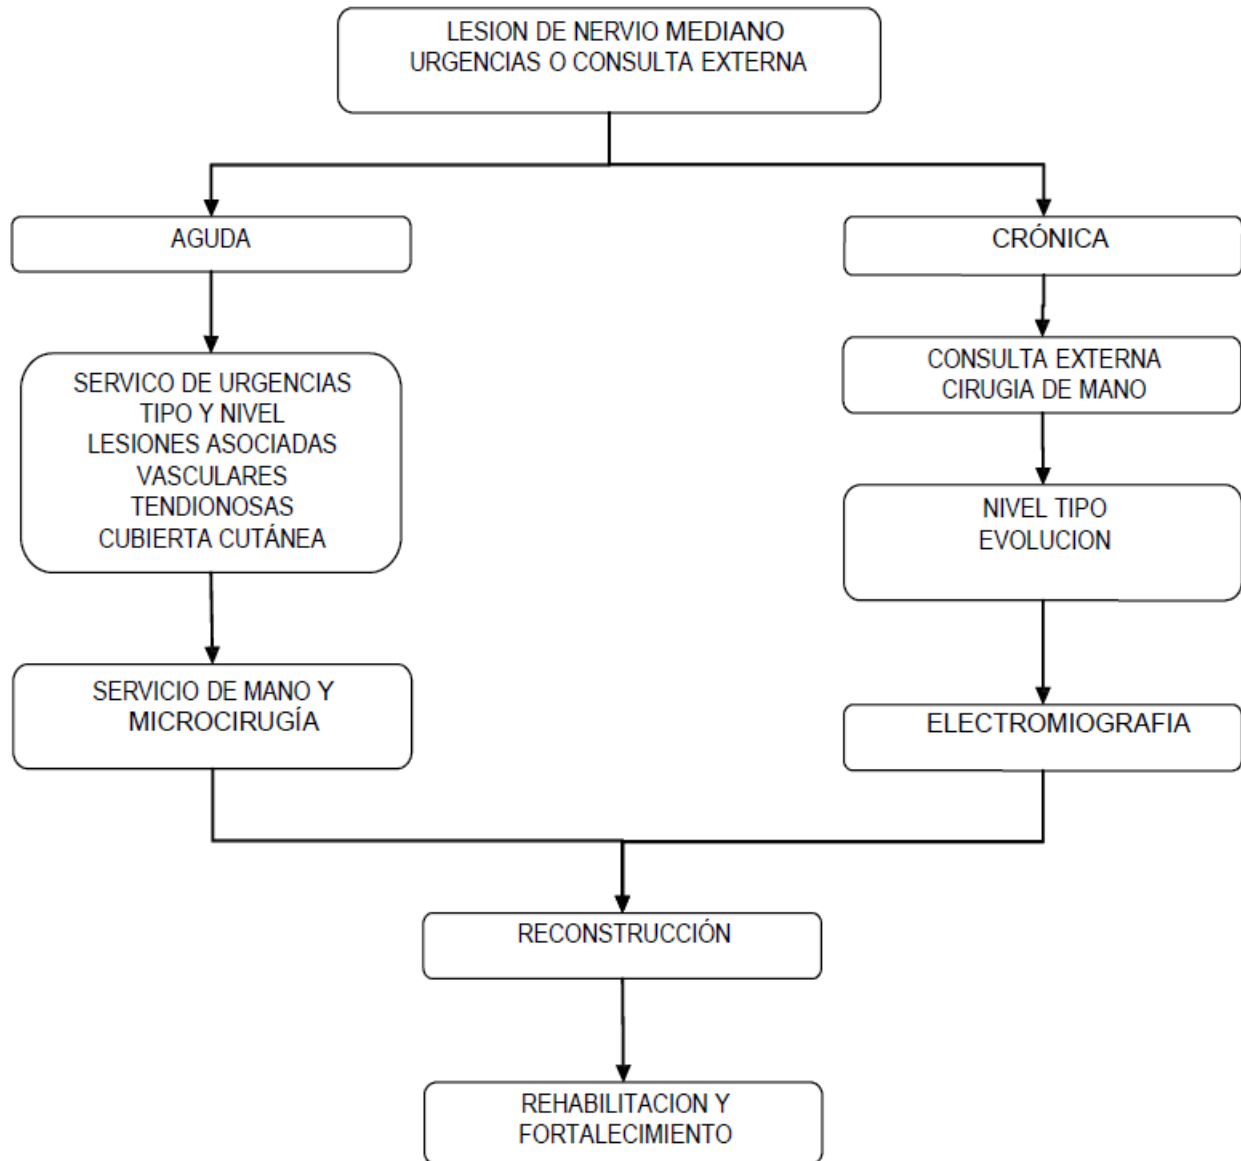 LESION DE NERVIO MEDIANO
URGENCIAS O CONSULTA EXTERNA
AGUDA
CRÓNICA
SERVICO DE URGENCIAS
TIPO Y NIVEL
LESIONES ASOCIADAS
VASCULARES
TENDIONOSAS
CUBIERTA CUTÁNEA
CONSULTA EXTERNA
CIRUGIA DE MANO
NIVEL TIPO
EVOLUCION
SERVICIO DE MANO Y
MICROCIRUGÍA
ELECTROMIOGRAFIA
RECONSTRUCCIÓN
REHABILITACION Y
FORTALECIMIENTO